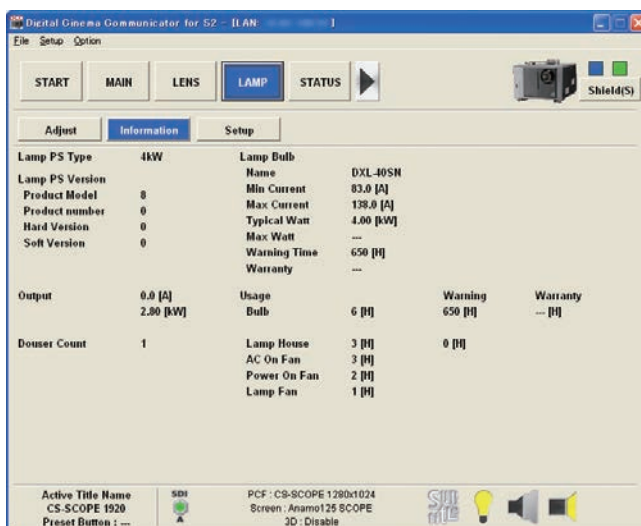 Digital Cinema Communicator for S2 - [LAN: ]
File Setup Option
START MAIN LENS LAMP STATUS
Shield(S)
Adjust Information Setup
Lamp PS Type 4kW Lamp Bulb
Name DXL-40SN
Lamp PS Version Min Current 83.0 [A]
Product Model 8 Max Current 138.0 [A]
Product number 0 Typical Watt 4.00 [kW]
Hard Version 0 Max Watt ---
Soft Version 0 Warning Time 650 [H]
Warranty ---
Output 0.0 [A] Usage Warning Warranty
2.80 [kW] Bulb 6 [H] 650 [H] --- [H]
Douser Count 1 Lamp House 3 [H] 0 [H]
AC On Fan 3 [H]
Power On Fan 2 [H]
Lamp Fan 1 [H]
Active Title Name SDI PCF : CS-SCOPE 1280x1024
CS-SCOPE 1920 Screen : Anamo125 SCOPE
Preset Button : --- A 3D : Disable